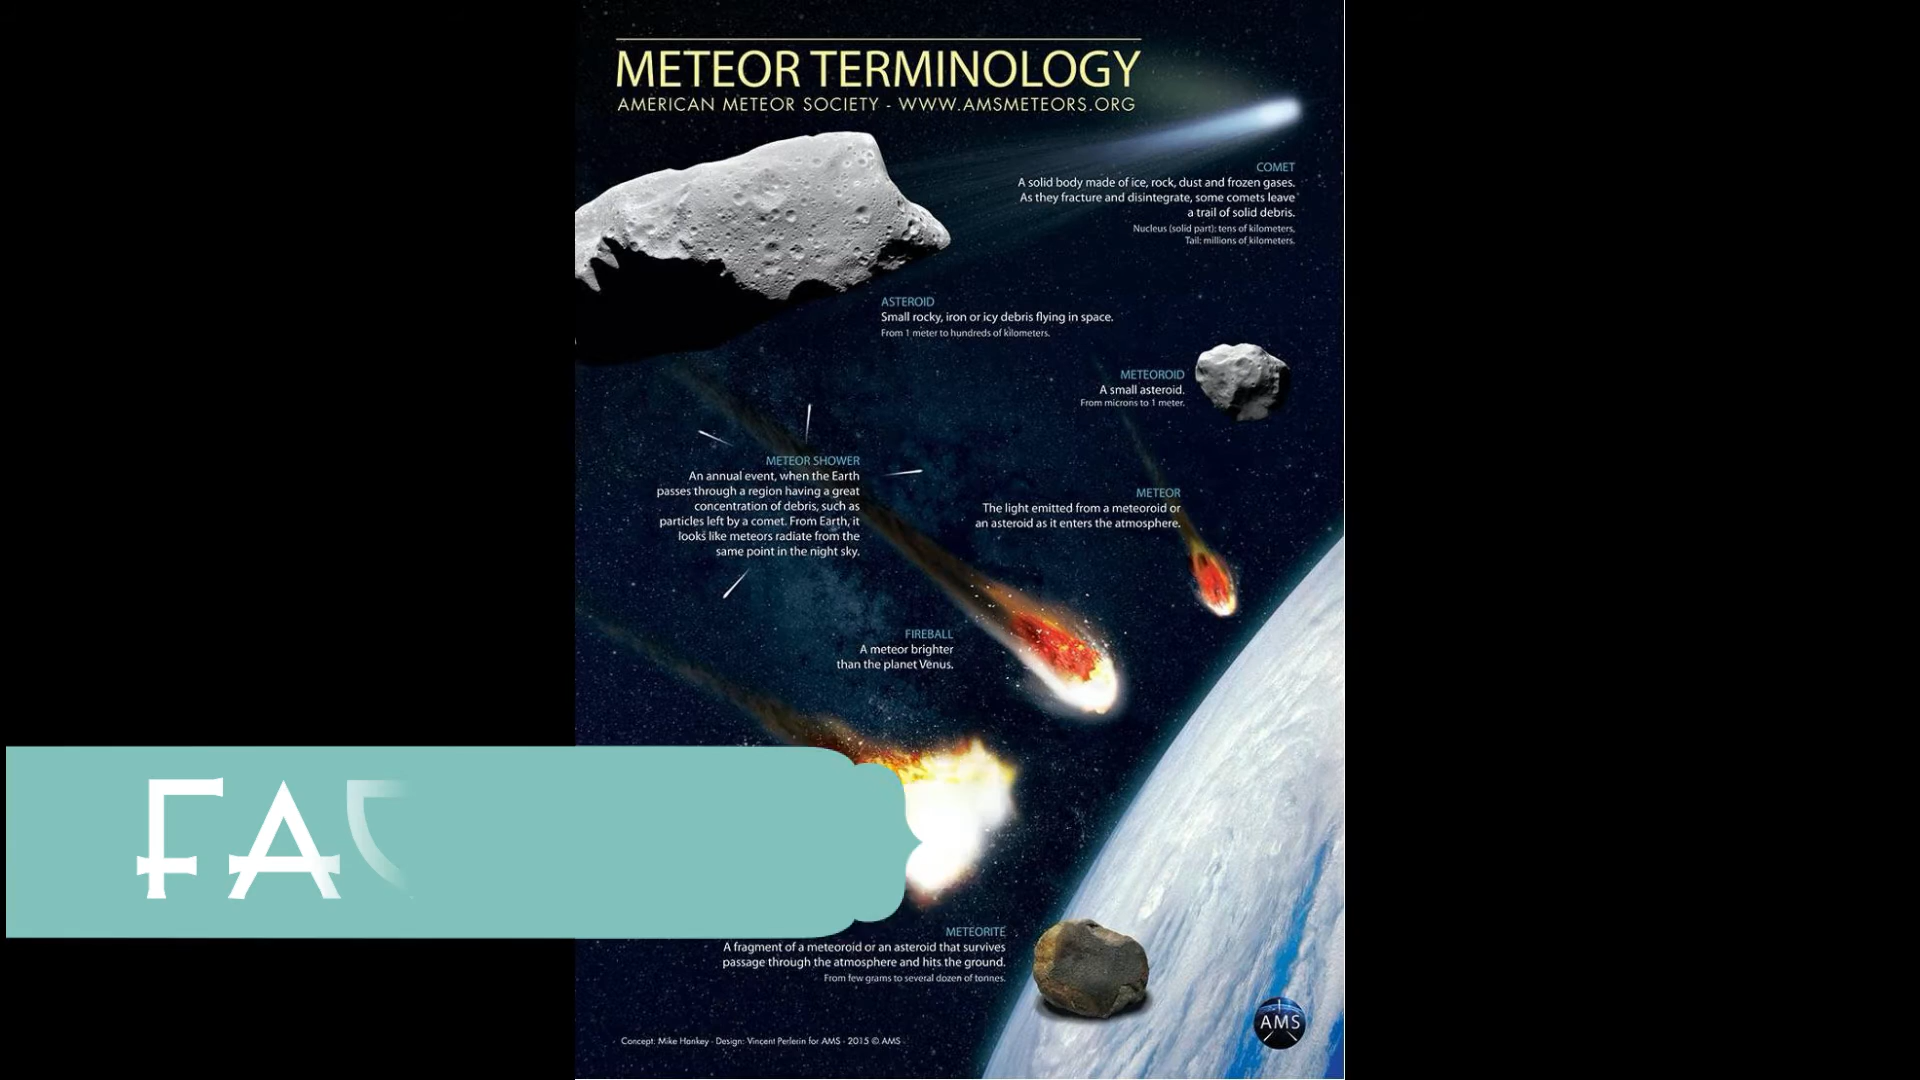 METEOR TERMINOLOGY
AMERICAN METEOR SOCIETY - WWW.AMSMETEORS.ORG
COMET
A solid body made of ice, rock, dust and frozen gases.
As they fracture and disintegrate, some comets leave
a trail of solid debris.
Nucleus (solid part): tens of kilometers,
Tail: millions of kilometers.
ASTEROID
Small rocky, iron or icy debris flying in space.
From 1 meter to hundreds of kilometers.
METEOROID
A small asteroid.
From microns to 1 meter.
METEOR SHOWER
An annual event, when the Earth
passes through a region having a great
concentration of debris, such as
particles left by a comet. From Earth, it
looks like meteors radiate from the
same point in the night sky.
METEOR
The light emitted from a meteoroid or
an asteroid as it enters the atmosphere.
FIREBALL
A meteor brighter
than the planet Venus.
METEORITE
A fragment of a meteoroid or an asteroid that survives
passage through the atmosphere and hits the ground.
From few grams to several dozen of tonnes.
AMS
Concept: Mike Hankey - Design: Vincent Perlerin for AMS - 2015 © AMS